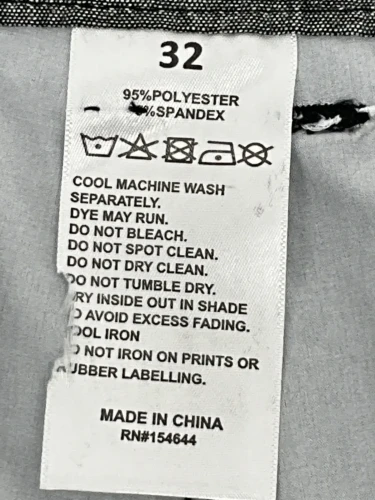 32
95%POLYESTER
%SPANDEX
COOL MACHINE WASH
SEPARATELY.
DYE MAY RUN.
DO NOT BLEACH.
DO NOT SPOT CLEAN.
DO NOT DRY CLEAN.
DO NOT TUMBLE DRY.
RY INSIDE OUT IN SHADE
O AVOID EXCESS FADING.
OOL IRON
O NOT IRON ON PRINTS OR
UBBER LABELLING.
MADE IN CHINA
RN#154644